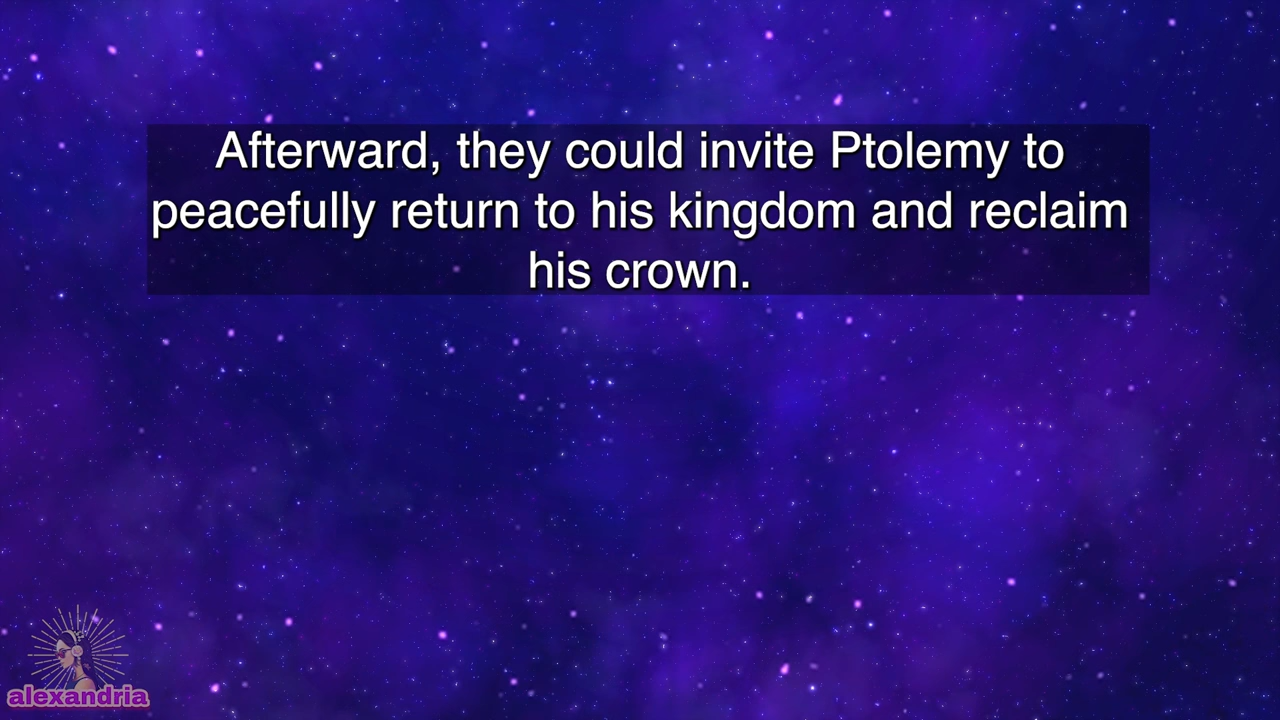 Afterward, they could invite Ptolemy to
peacefully return to his kingdom and reclaim
his crown.
alexandria